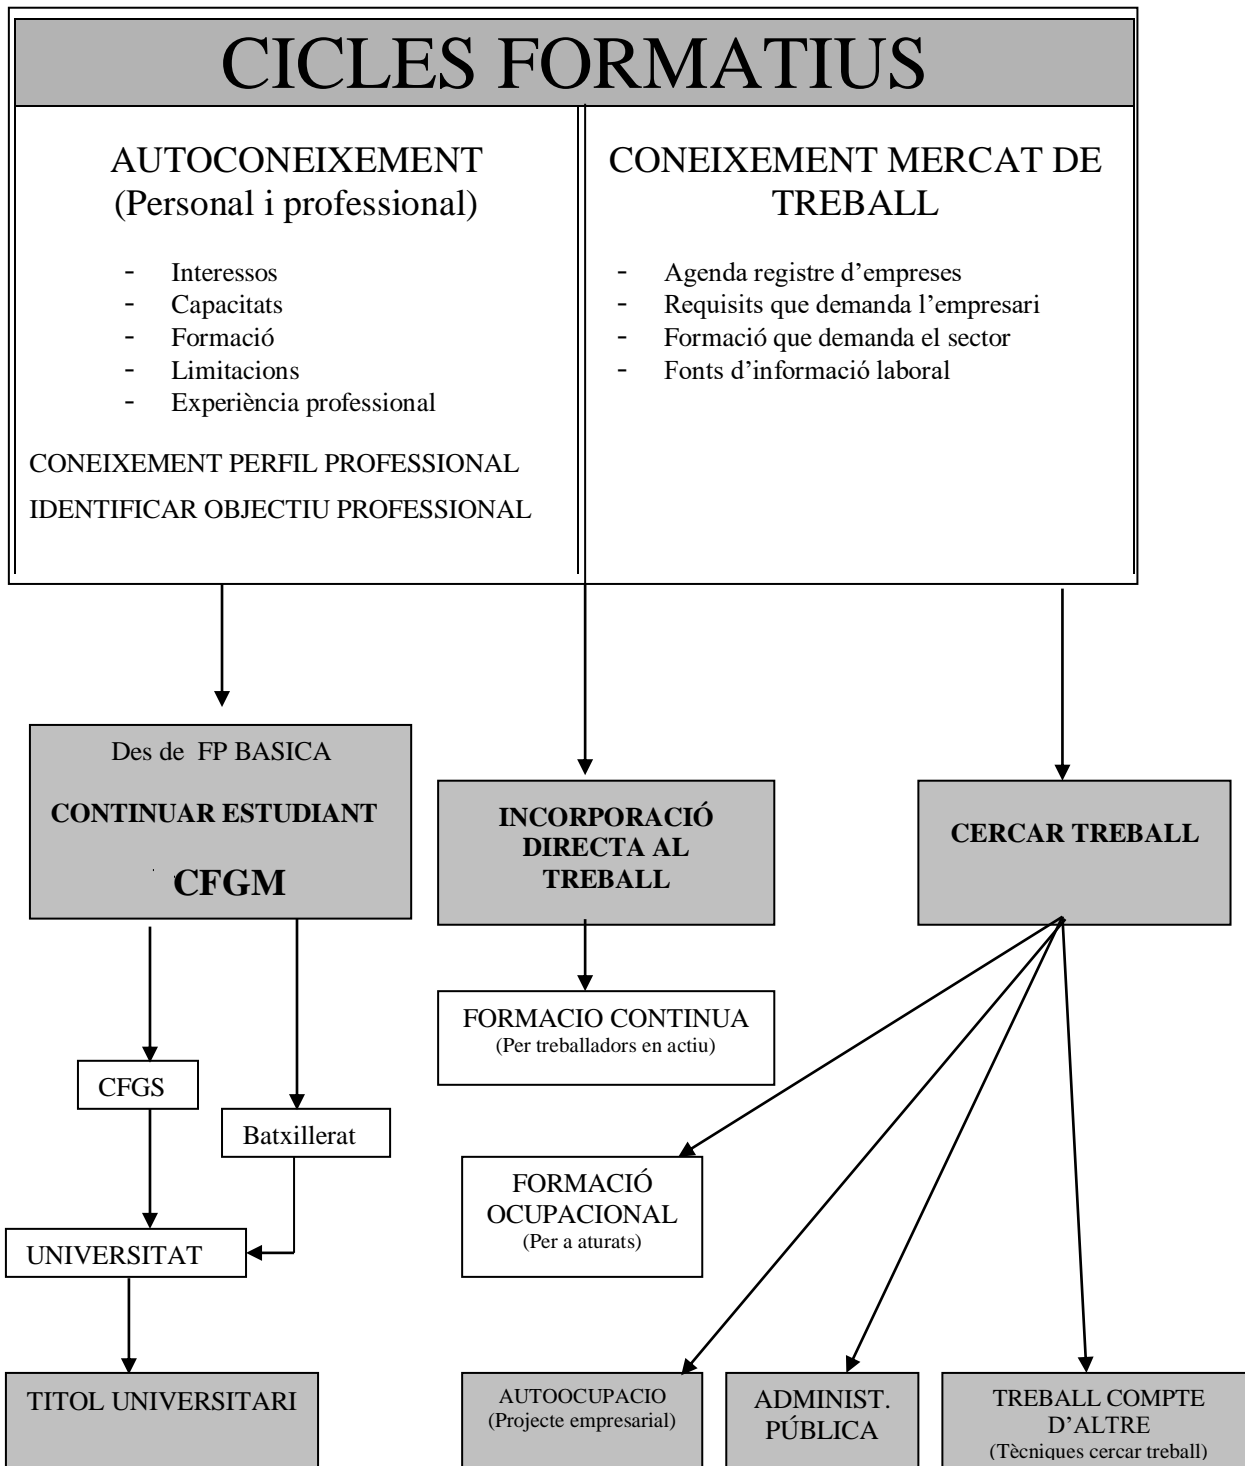 CICLES FORMATIUS
AUTOCONEIXEMENT
(Personal i professional)
- Interessos
- Capacitats
- Formació
- Limitacions
- Experiència professional
CONEIXEMENT PERFIL PROFESSIONAL
IDENTIFICAR OBJECTIU PROFESSIONAL
CONEIXEMENT MERCAT DE
TREBALL
- Agenda registre d’empreses
- Requisits que demanda l’empresari
- Formació que demanda el sector
- Fonts d’informació laboral
Des de FP BASICA
CONTINUAR ESTUDIANT
CFGM
INCORPORACIÓ
DIRECTA AL
TREBALL
CERCAR TREBALL
FORMACIO CONTINUA
(Per treballadors en actiu)
CFGS
Batxillerat
FORMACIÓ
OCUPACIONAL
(Per a aturats)
UNIVERSITAT
TITOL UNIVERSITARI
AUTOOCUPACIO
(Projecte empresarial)
ADMINIST.
PÚBLICA
TREBALL COMPTE
D’ALTRE
(Tècniques cercar treball)